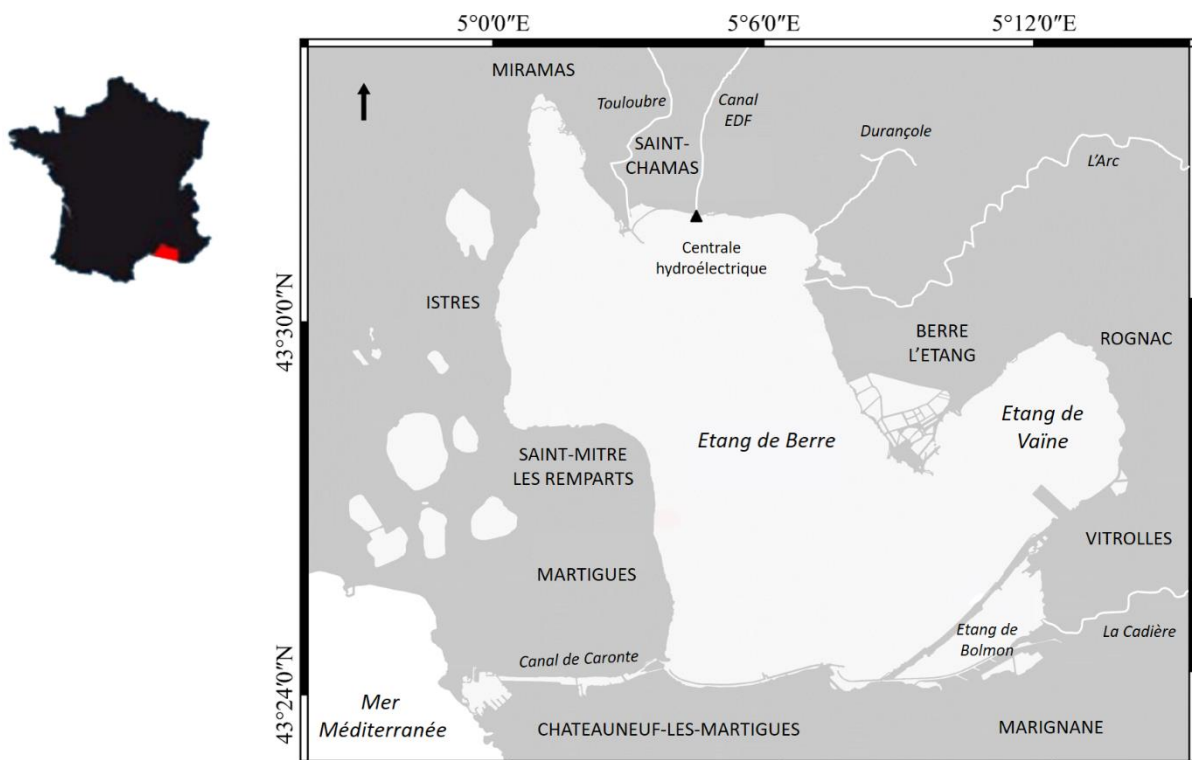 5°0′0″E
5°6′0″E
5°12′0″E
MIRAMAS
Touloubre
Canal
EDF
Durançole
SAINT-
CHAMAS
L’Arc
Centrale
hydroélectrique
43°30′0″N
ISTRES
BERRE
L’ETANG
ROGNAC
Etang de
Vaïne
Etang de Berre
SAINT-MITRE
LES REMPARTS
VITROLLES
MARTIGUES
Etang de
Bolmon
La Cadière
Canal de Caronte
43°24′0″N
Mer
Méditerranée
CHATEAUNEUF-LES-MARTIGUES
MARIGNANE